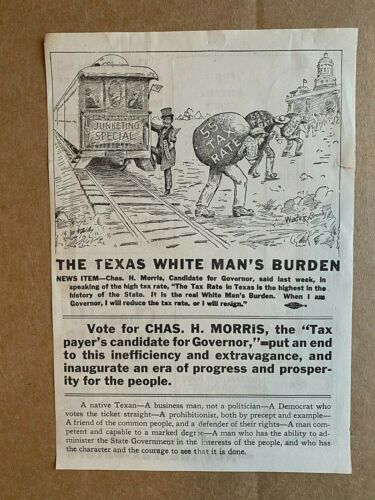 JUNKETING
SPECIAL
55¢
TAX
RATE
THE TEXAS WHITE MAN'S BURDEN
NEWS ITEM—Chas. H. Morris, Candidate for Governor, said last week, in
speaking of the high tax rate, "The Tax Rate in Texas is the highest in the
history of the State. It is the real White Man's Burden. When I am
Governor, I will reduce the tax rate, or I will resign."
Vote for CHAS. H. MORRIS, the "Tax
payer's candidate for Governor,"—put an end
to this inefficiency and extravagance, and
inaugurate an era of progress and prosper-
ity for the people.
A native Texan—A business man, not a politician—A Democrat who
votes the ticket straight—A prohibitionist, both by precept and example—
A friend of the common people, and a defender of their rights—A man com-
petent and capable to a marked degree—A man who has the ability to ad-
minister the State Government in the interests of the people, and who has
the character and the courage to see that it is done.